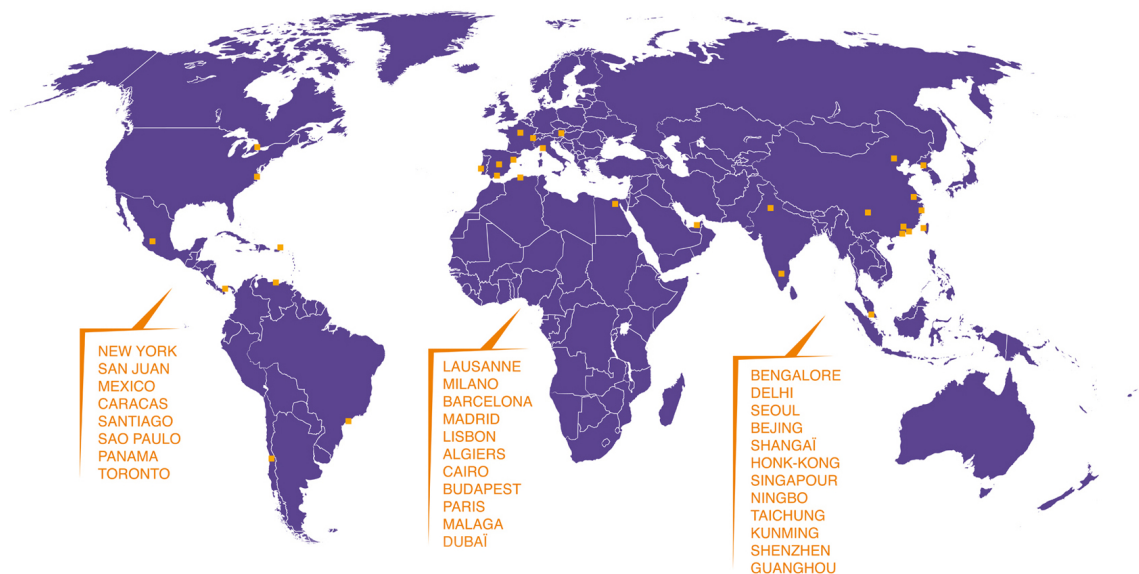 NEW YORK
SAN JUAN
MEXICO
CARACAS
SANTIAGO
SAO PAULO
PANAMA
TORONTO
LAUSANNE
MILANO
BARCELONA
MADRID
LISBON
ALGIERS
CAIRO
BUDAPEST
PARIS
MALAGA
DUBAÏ
BENGALORE
DELHI
SEOUL
BEJING
SHANGAÏ
HONK-KONG
SINGAPOUR
NINGBO
TAICHUNG
KUNMING
SHENZHEN
GUANGHOU